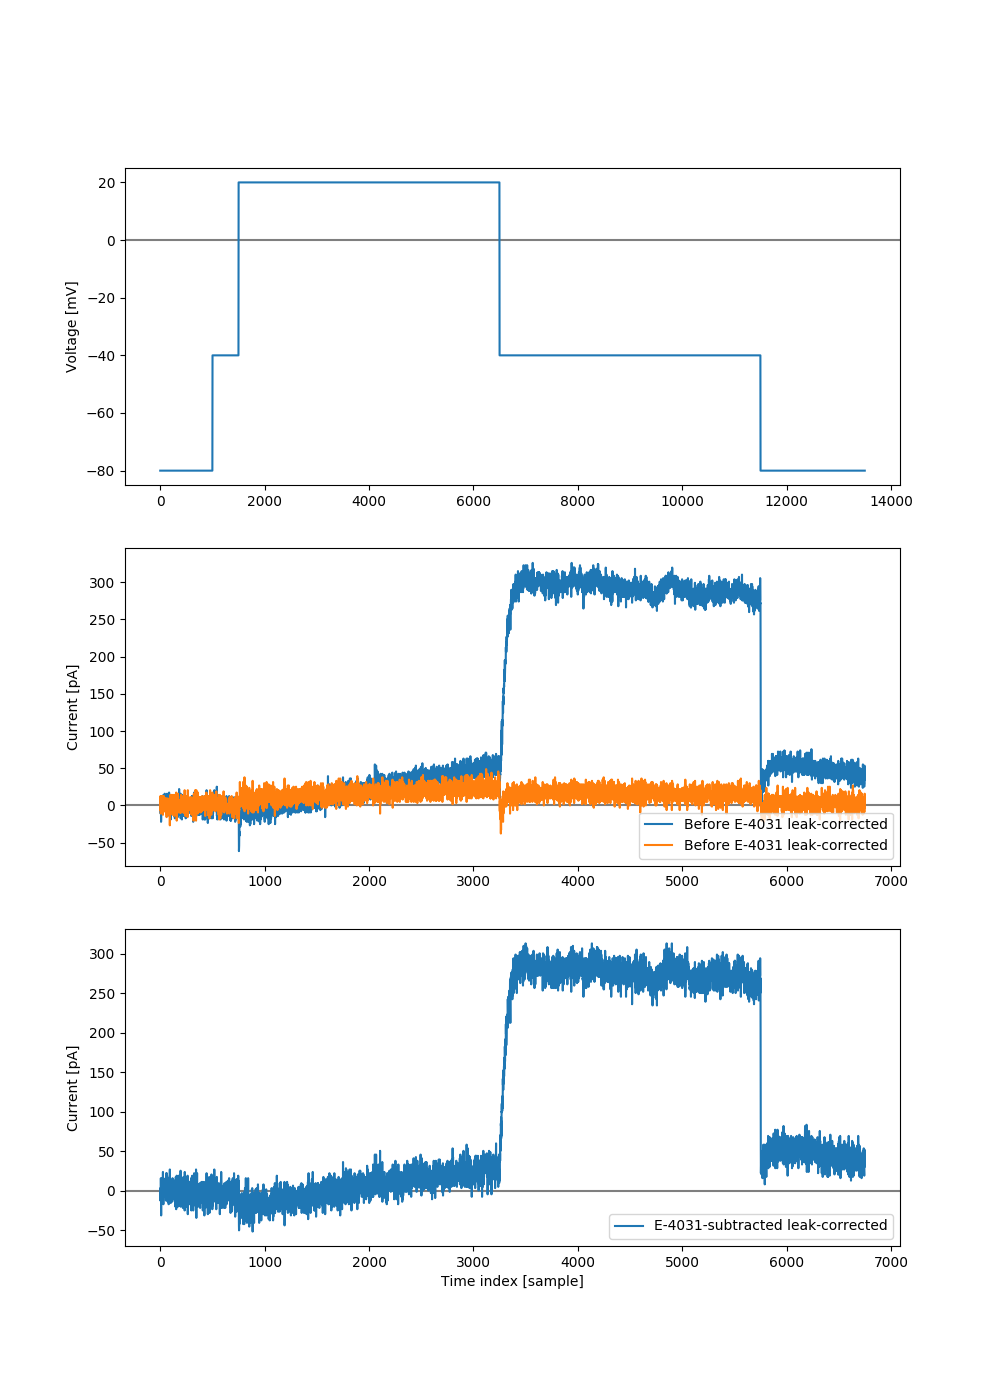 20
0
−20
−40
−60
−80
Voltage [mV]
0 2000 4000 6000 8000 10000 12000 14000
300
250
200
150
100
50
0
−50
Current [pA]
Before E-4031 leak-corrected
Before E-4031 leak-corrected
0 1000 2000 3000 4000 5000 6000 7000
300
250
200
150
100
50
0
−50
Current [pA]
E-4031-subtracted leak-corrected
0 1000 2000 3000 4000 5000 6000 7000
Time index [sample]